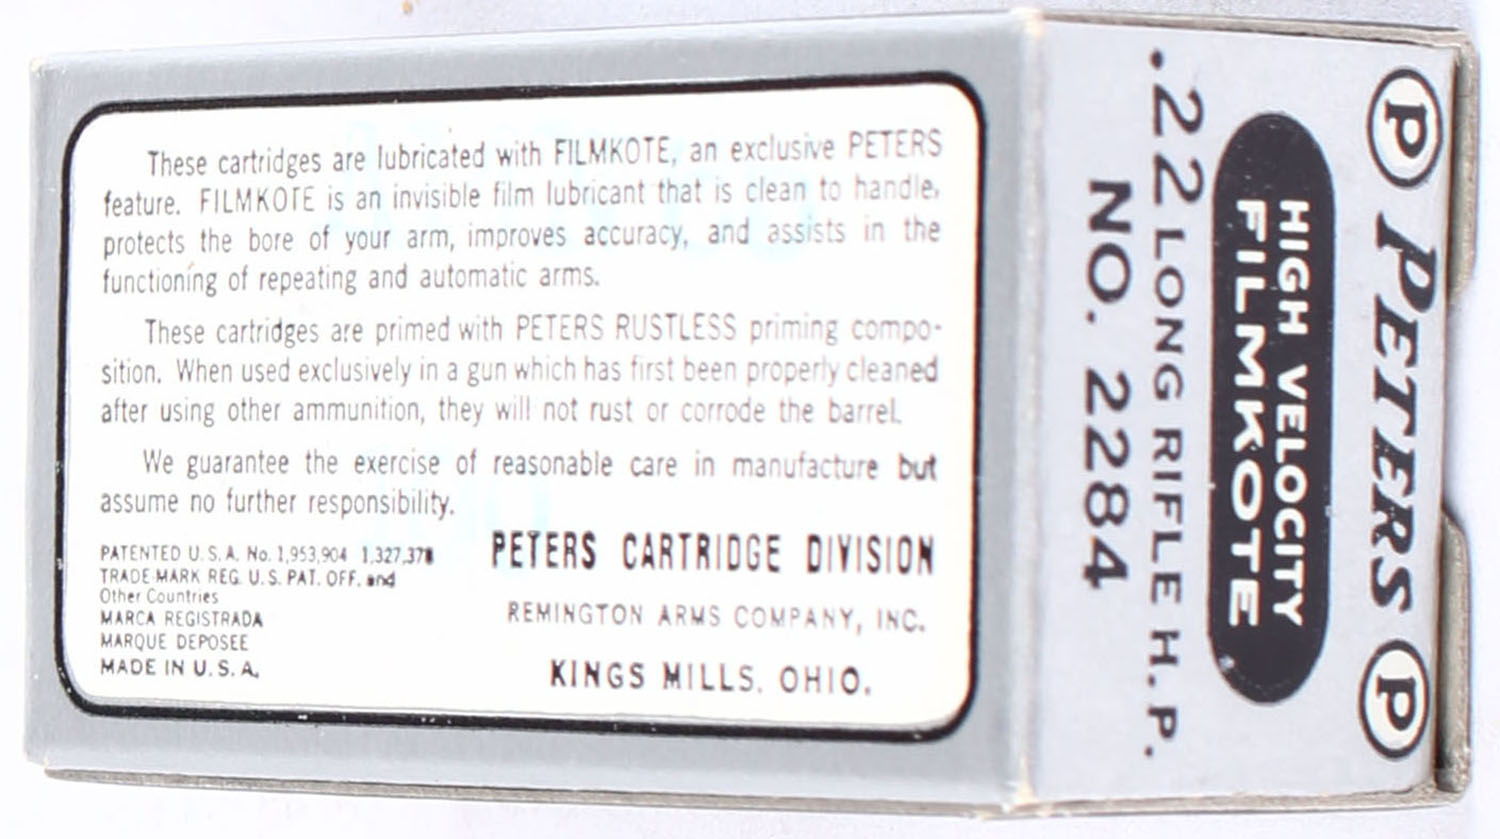 These cartridges are lubricated with FILMKOTE, an exclusive PETERS
feature. FILMKOTE is an invisible film lubricant that is clean to handle,
protects the bore of your arm, improves accuracy, and assists in the
functioning of repeating and automatic arms.
These cartridges are primed with PETERS RUSTLESS priming compo-
sition. When used exclusively in a gun which has first been properly cleaned
after using other ammunition, they will not rust or corrode the barrel.
We guarantee the exercise of reasonable care in manufacture but
assume no further responsibility.
PATENTED U.S.A. No. 1,953,904 1,327,378
TRADE-MARK REG. U.S. PAT. OFF. and
Other Countries
MARCA REGISTRADA
MARQUE DEPOSEE
MADE IN U.S.A.
PETERS CARTRIDGE DIVISION
REMINGTON ARMS COMPANY, INC.
KINGS MILLS, OHIO.
P PETERS P
HIGH VELOCITY
FILMKOTE
.22 LONG RIFLE H.P.
NO. 2284